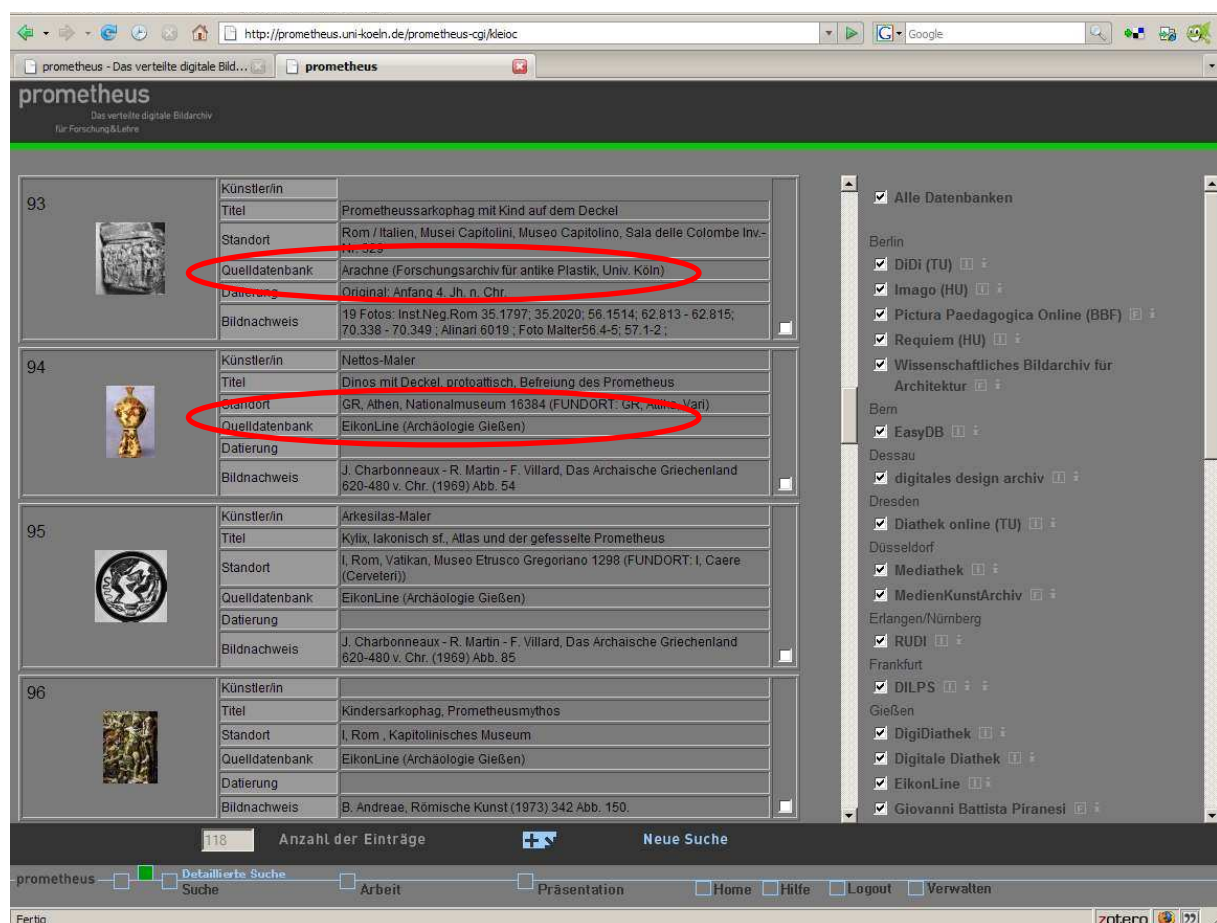 http://prometheus.uni-koeln.de/prometheus-cgi/kleioc
Google
prometheus - Das verteilte digitale Bild...
prometheus
prometheus
Das verteilte digitale Bildarchiv
für Forschung&Lehre
93
Künstler/in
Titel Prometheussarkophag mit Kind auf dem Deckel
Standort Rom / Italien, Musei Capitolini, Museo Capitolino, Sala delle Colombe Inv.-
Quelldatenbank Arachne (Forschungsarchiv für antike Plastik, Univ. Köln)
Datierung Original: Anfang 4. Jh. n. Chr.
Bildnachweis 19 Fotos: Inst.Neg.Rom 35.1797; 35.2020; 56.1514; 62.813 - 62.815;
70.338 - 70.349 ; Alinari 6019 ; Foto Malter56.4-5; 57.1-2 ;
94
Künstler/in Nettos-Maler
Titel Dinos mit Deckel, protoattisch, Befreiung des Prometheus
Standort GR, Athen, Nationalmuseum 16384 (FUNDORT: GR, Attika, Vari)
Quelldatenbank EikonLine (Archäologie Gießen)
Datierung
Bildnachweis J. Charbonneaux - R. Martin - F. Villard, Das Archaische Griechenland
620-480 v. Chr. (1969) Abb. 54
95
Künstler/in Arkesilas-Maler
Titel Kylix, lakonisch sf., Atlas und der gefesselte Prometheus
Standort I, Rom, Vatikan, Museo Etrusco Gregoriano 1298 (FUNDORT: I, Caere
(Cerveteri))
Quelldatenbank EikonLine (Archäologie Gießen)
Datierung
Bildnachweis J. Charbonneaux - R. Martin - F. Villard, Das Archaische Griechenland
620-480 v. Chr. (1969) Abb. 85
96
Künstler/in
Titel Kindersarkophag, Prometheusmythos
Standort I, Rom , Kapitolinisches Museum
Quelldatenbank EikonLine (Archäologie Gießen)
Datierung
Bildnachweis B. Andreae, Römische Kunst (1973) 342 Abb. 150.
Alle Datenbanken
Berlin
DiDi (TU)
Imago (HU)
Pictura Paedagogica Online (BBF)
Requiem (HU)
Wissenschaftliches Bildarchiv für
Architektur
Bern
EasyDB
Dessau
digitales design archiv
Dresden
Diathek online (TU)
Düsseldorf
Mediathek
MedienKunstArchiv
Erlangen/Nürnberg
RUDI
Frankfurt
DILPS
Gießen
DigiDiathek
Digitale Diathek
EikonLine
Giovanni Battista Piranesi
118 Anzahl der Einträge Neue Suche
Detaillierte Suche
prometheus Suche Arbeit Präsentation Home Hilfe Logout Verwalten
Fertig zotero